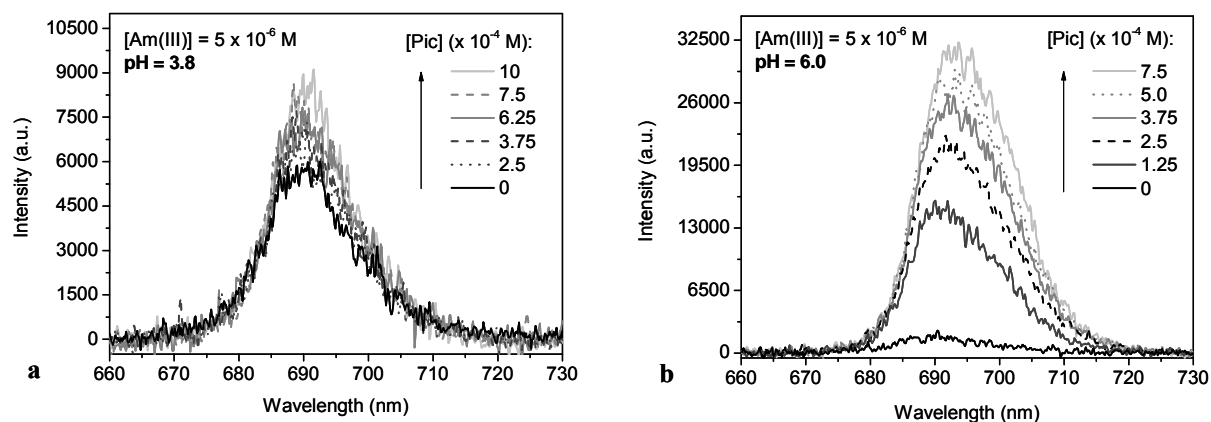 10500
9000
7500
6000
4500
3000
1500
0
Intensity (a.u.)
[Am(III)] = 5 x 10⁻⁶ M
pH = 3.8
[Pic] (x 10⁻⁴ M):
10
7.5
6.25
3.75
2.5
0
660 670 680 690 700 710 720 730
Wavelength (nm)
a
32500
26000
19500
13000
6500
0
Intensity (a.u.)
[Am(III)] = 5 x 10⁻⁶ M
pH = 6.0
[Pic] (x 10⁻⁴ M):
7.5
5.0
3.75
2.5
1.25
0
660 670 680 690 700 710 720 730
Wavelength (nm)
b